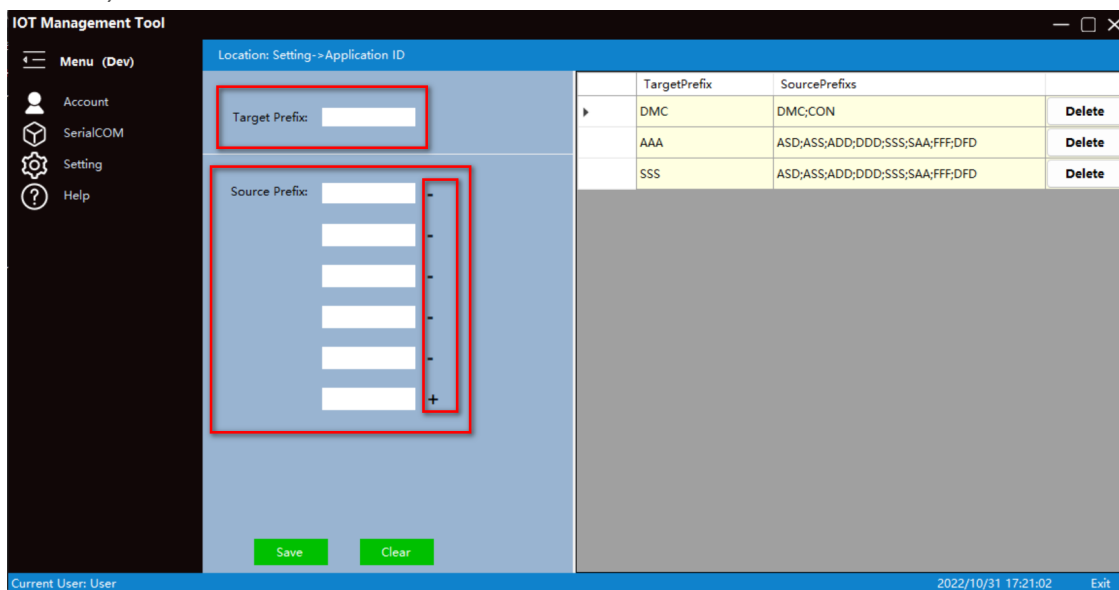 IOT Management Tool
Menu (Dev)
Location: Setting->Application ID
Account
SerialCOM
Setting
Help
Target Prefix:
Source Prefix:
-
-
-
-
-
+
Save Clear
TargetPrefix SourcePrefixs
DMC DMC;CON Delete
AAA ASD;ASS;ADD;DDD;SSS;SAA;FFF;DFD Delete
SSS ASD;ASS;ADD;DDD;SSS;SAA;FFF;DFD Delete
Current User: User 2022/10/31 17:21:02 Exit